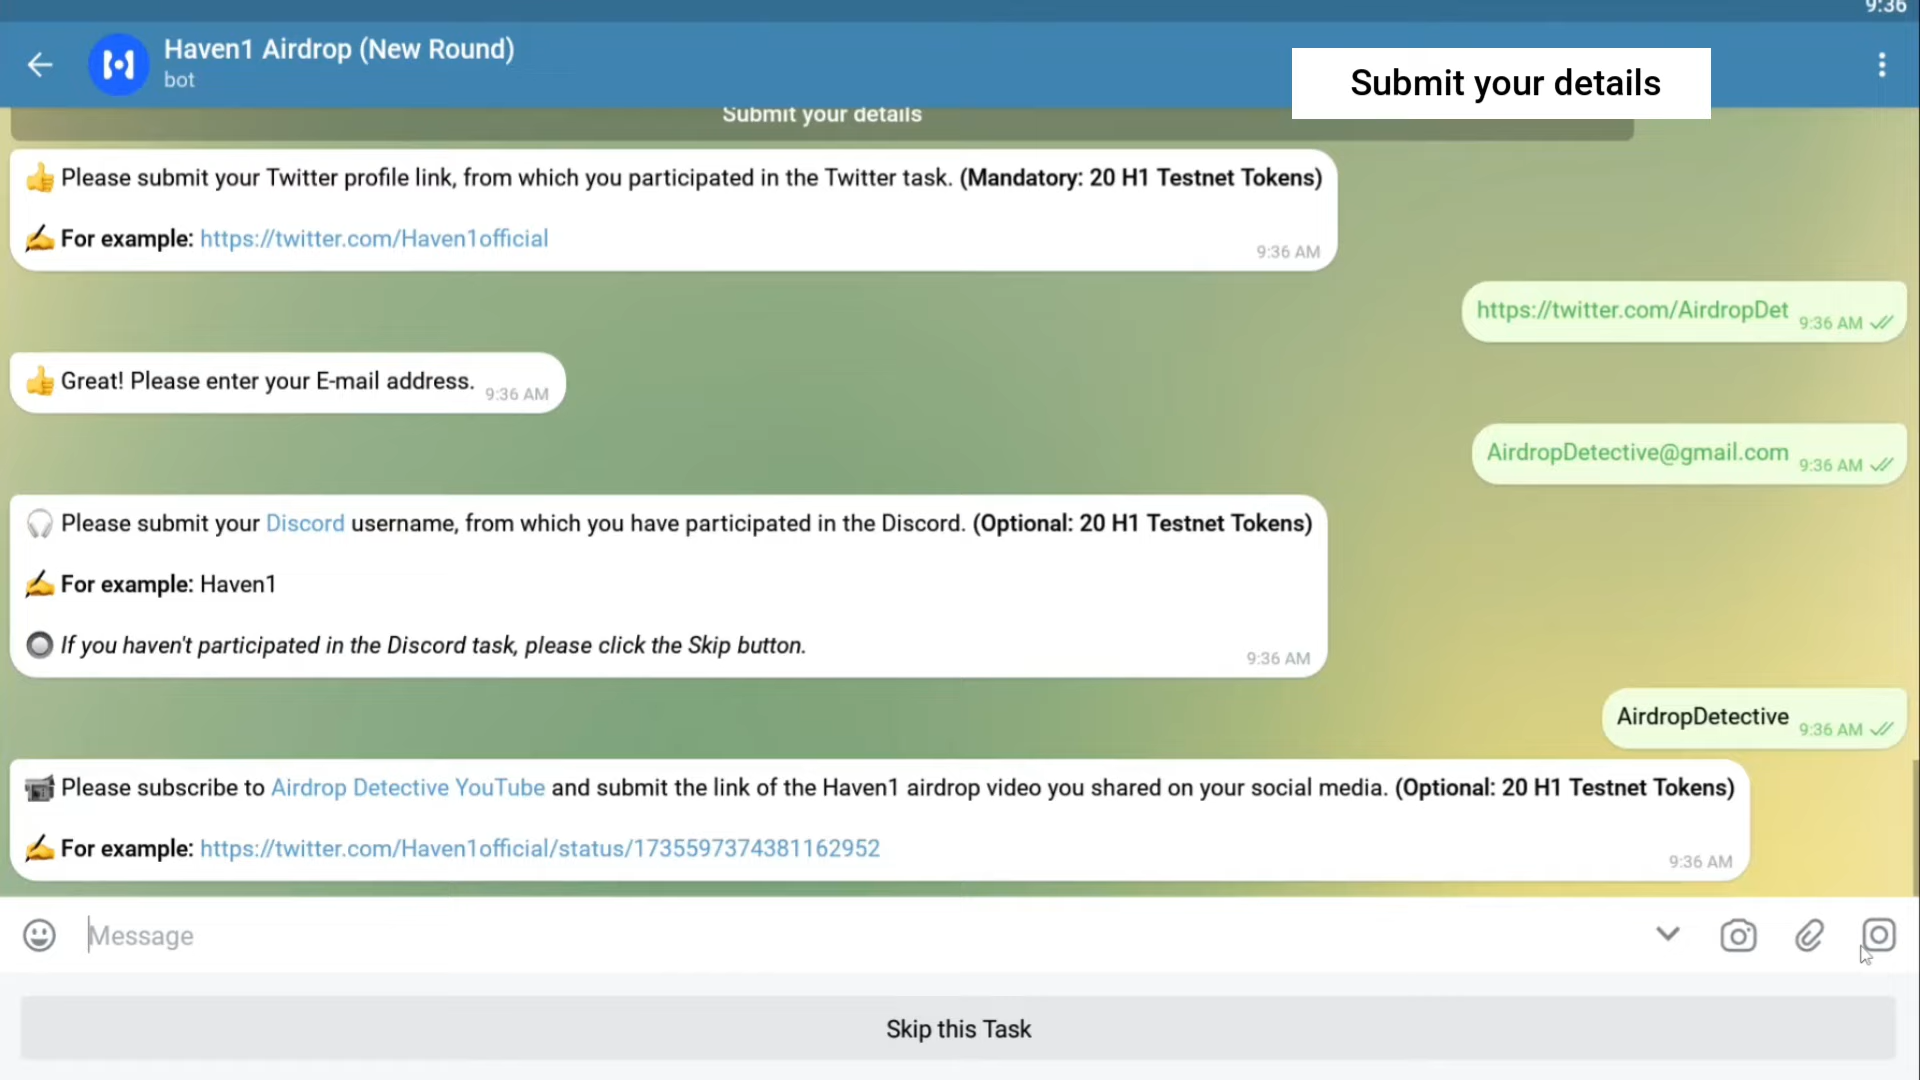 9:36
Haven1 Airdrop (New Round)
bot
Submit your details
Submit your details
Please submit your Twitter profile link, from which you participated in the Twitter task. (Mandatory: 20 H1 Testnet Tokens)
For example: https://twitter.com/Haven1official
9:36 AM
https://twitter.com/AirdropDet
9:36 AM
Great! Please enter your E-mail address.
9:36 AM
AirdropDetective@gmail.com
9:36 AM
Please submit your Discord username, from which you have participated in the Discord. (Optional: 20 H1 Testnet Tokens)
For example: Haven1
If you haven't participated in the Discord task, please click the Skip button.
9:36 AM
AirdropDetective
9:36 AM
Please subscribe to Airdrop Detective YouTube and submit the link of the Haven1 airdrop video you shared on your social media. (Optional: 20 H1 Testnet Tokens)
For example: https://twitter.com/Haven1official/status/1735597374381162952
9:36 AM
Message
Skip this Task